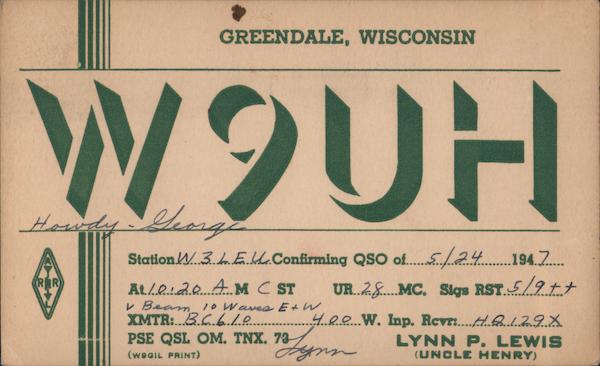 GREENDALE, WISCONSIN
W9UH
Howdy - George
Station W3LEU Confirming QSO of 5/24 1947
At 10:20 A M C ST UR 28 MC. Sigs RST 5/9++
V Beam 10 Waves E+W
XMTR: BC610 400 W. Inp. Rcvr: HQ129X
PSE QSL OM. TNX. 73 Lynn LYNN P. LEWIS
(W9GIL PRINT) (UNCLE HENRY)
A R R L